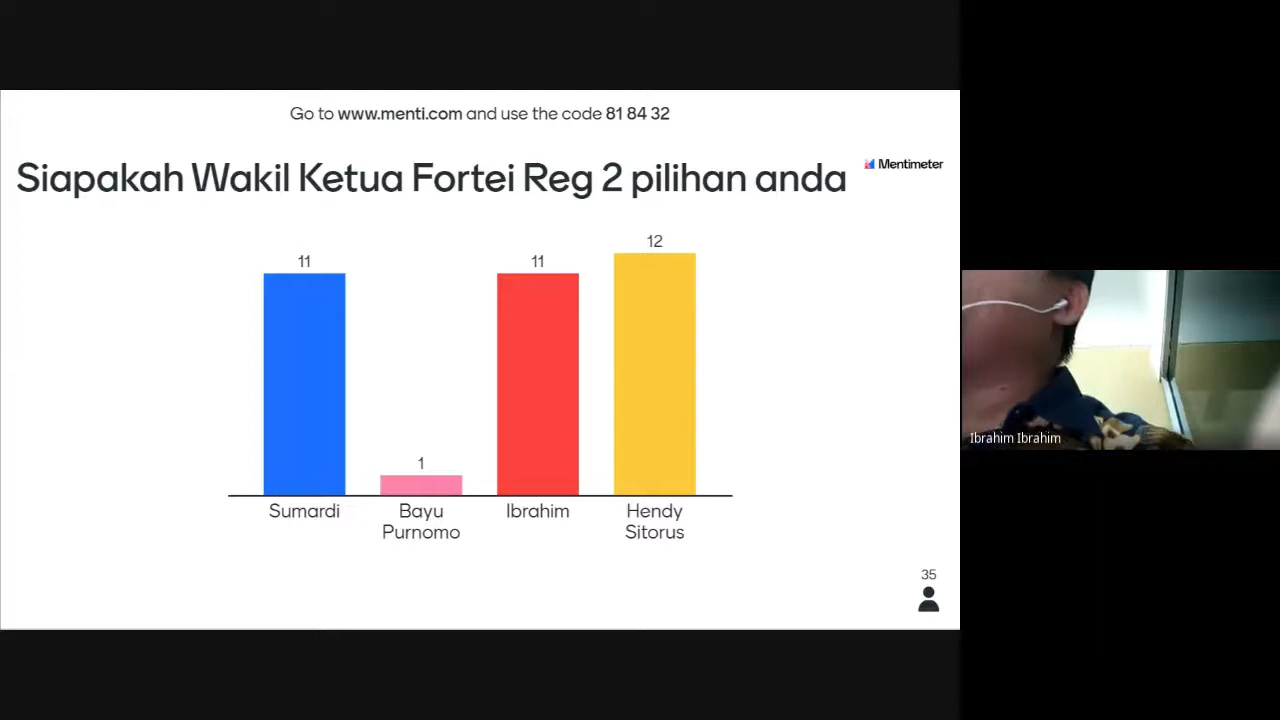 Go to www.menti.com and use the code 81 84 32
Mentimeter
Siapakah Wakil Ketua Fortei Reg 2 pilihan anda
11
1
11
12
Sumardi
Bayu
Purnomo
Ibrahim
Hendy
Sitorus
35
Ibrahim Ibrahim